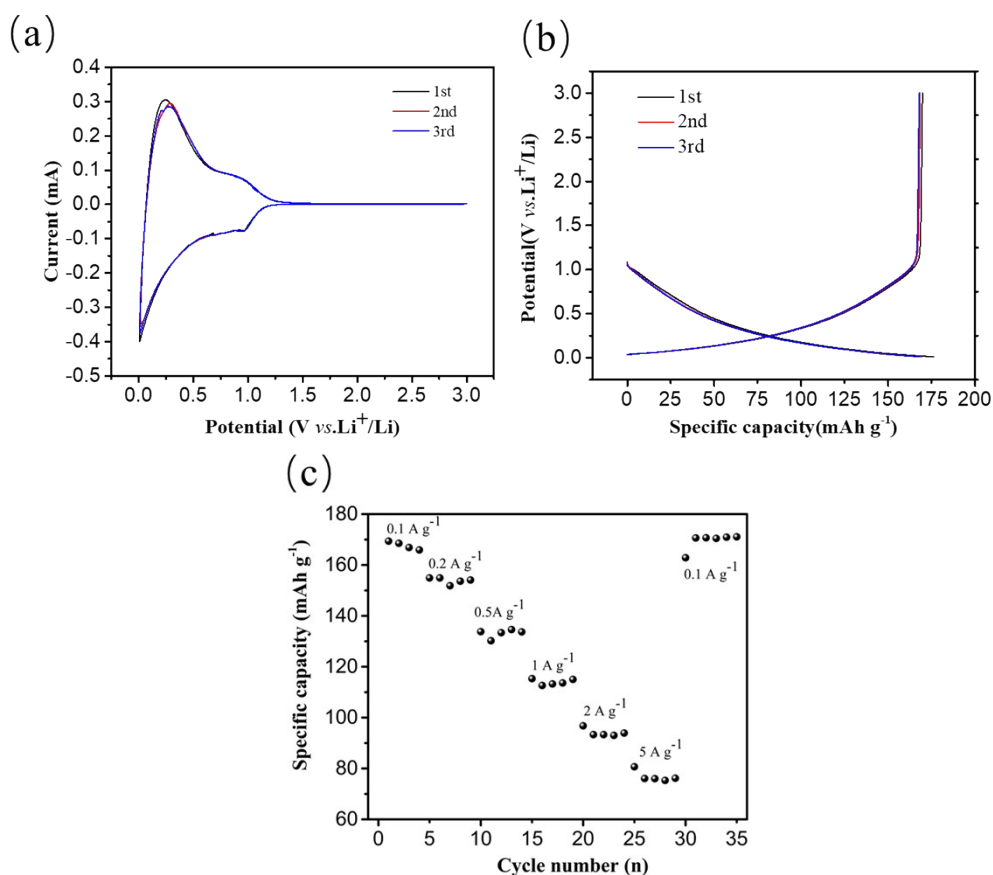 (a)
0.4
0.3
0.2
0.1
0.0
-0.1
-0.2
-0.3
-0.4
-0.5
Current (mA)
1st
2nd
3rd
0.0 0.5 1.0 1.5 2.0 2.5 3.0
Potential (V vs.Li⁺/Li)
(b)
3.0
2.5
2.0
1.5
1.0
0.5
0.0
Potential(V vs.Li⁺/Li)
1st
2nd
3rd
0 25 50 75 100 125 150 175 200
Specific capacity(mAh g⁻¹)
(c)
180
160
140
120
100
80
60
Specific capacity (mAh g⁻¹)
0.1 A g⁻¹
0.2 A g⁻¹
0.5A g⁻¹
1 A g⁻¹
2 A g⁻¹
5 A g⁻¹
0.1 A g⁻¹
0 5 10 15 20 25 30 35
Cycle number (n)